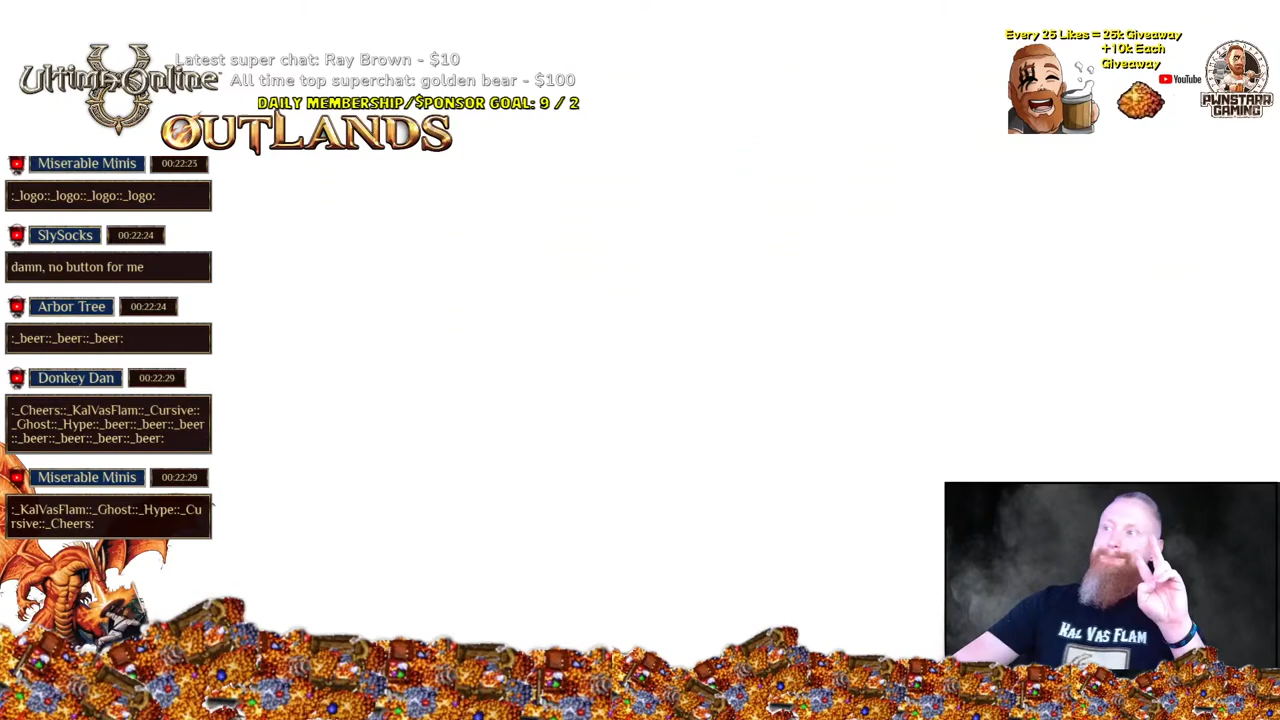 Ultima Online
Latest super chat: Ray Brown - $10
All time top superchat: golden bear - $100
DAILY MEMBERSHIP/$PONSOR GOAL: 9 / 2
OUTLANDS
Every 25 Likes = 25k Giveaway
+10k Each
Giveaway
YouTube
PWNSTARR
GAMING
Miserable Minis 00:22:23
:_logo::_logo::_logo::_logo:
SlySocks 00:22:24
damn, no button for me
Arbor Tree 00:22:24
:_beer::_beer::_beer:
Donkey Dan 00:22:29
:_Cheers::_KalVasFlam::_Cursive::
_Ghost::_Hype::_beer::_beer::_beer
::_beer::_beer::_beer::_beer:
Miserable Minis 00:22:29
:_KalVasFlam::_Ghost::_Hype::_Cu
rsive::_Cheers:
KAL VAS FLAM